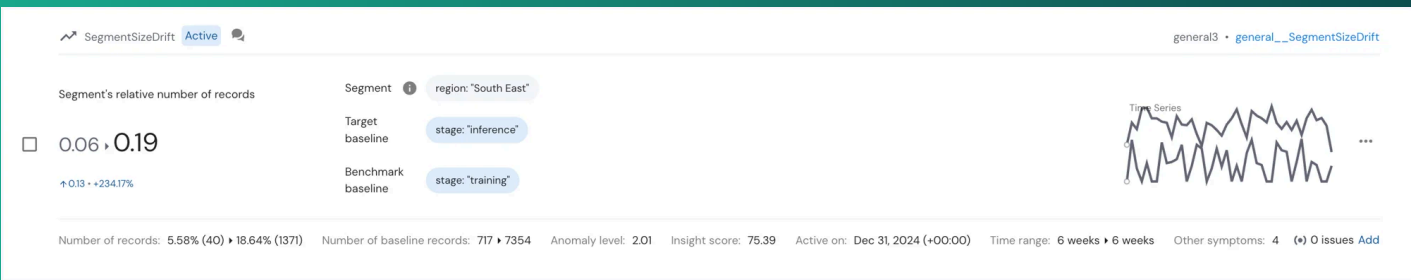 SegmentSizeDrift Active
general3 • general__SegmentSizeDrift
Segment's relative number of records
0.06 ▸ 0.19
↑ 0.13 • +234.17%
Segment region: "South East"
Target baseline stage: "inference"
Benchmark baseline stage: "training"
Time Series
Number of records: 5.58% (40) ▸ 18.64% (1371) Number of baseline records: 717 ▸ 7354 Anomaly level: 2.01 Insight score: 75.39 Active on: Dec 31, 2024 (+00:00) Time range: 6 weeks ▸ 6 weeks Other symptoms: 4 0 issues Add